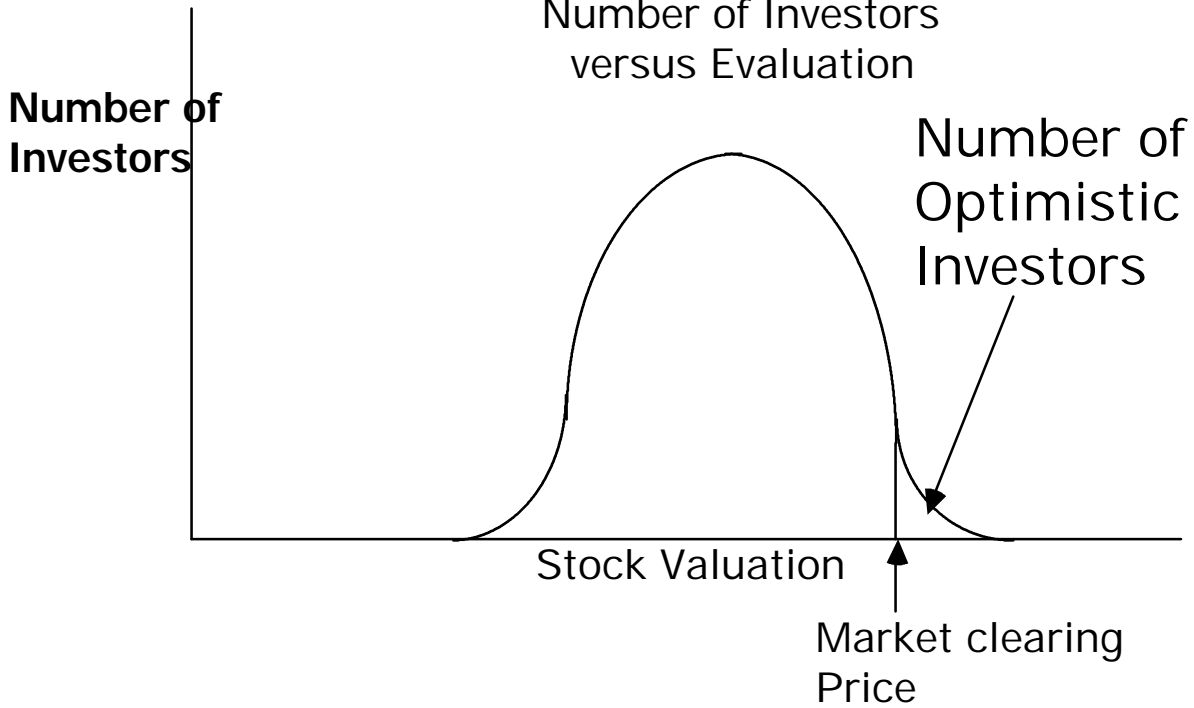 Number of Investors
versus Evaluation
Number of
Investors
Number of
Optimistic
Investors
Stock Valuation
Market clearing
Price